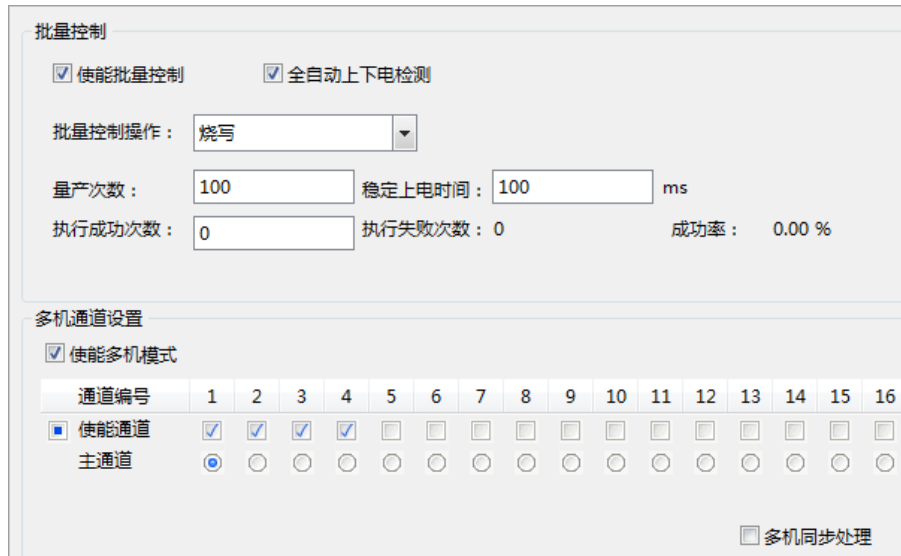 批量控制
使能批量控制 全自动上下电检测
批量控制操作： 烧写
量产次数： 100 稳定上电时间： 100 ms
执行成功次数： 0 执行失败次数： 0 成功率： 0.00 %
多机通道设置
使能多机模式
通道编号 1 2 3 4 5 6 7 8 9 10 11 12 13 14 15 16
使能通道
主通道
多机同步处理